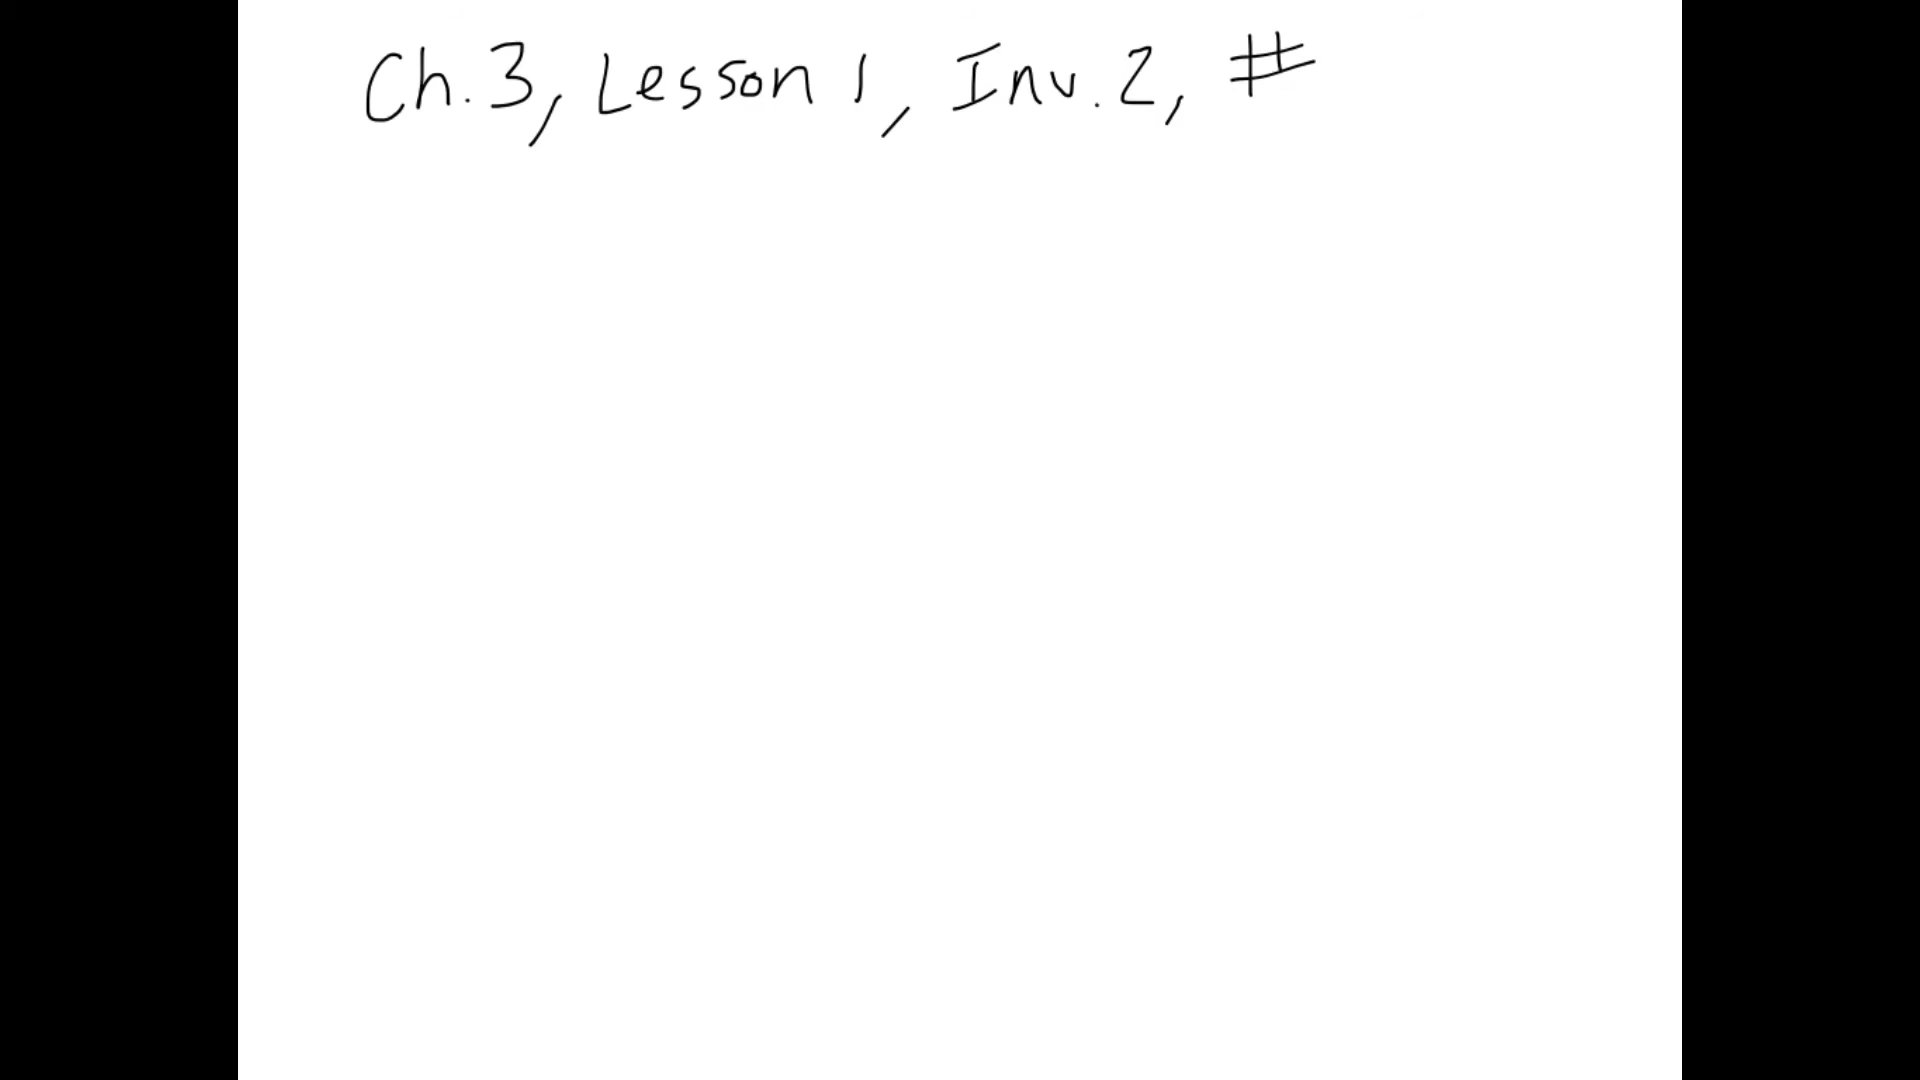 Ch. 3, Lesson 1, Inv. 2, #